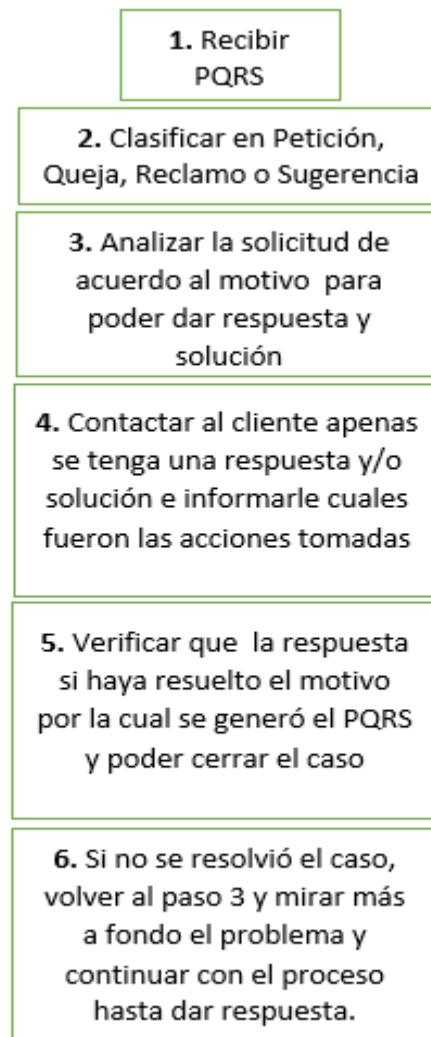 1. Recibir
PQRS
2. Clasificar en Petición,
Queja, Reclamo o Sugerencia
3. Analizar la solicitud de
acuerdo al motivo para
poder dar respuesta y
solución
4. Contactar al cliente apenas
se tenga una respuesta y/o
solución e informarle cuales
fueron las acciones tomadas
5. Verificar que la respuesta
si haya resuelto el motivo
por la cual se generó el PQRS
y poder cerrar el caso
6. Si no se resolvió el caso,
volver al paso 3 y mirar más
a fondo el problema y
continuar con el proceso
hasta dar respuesta.